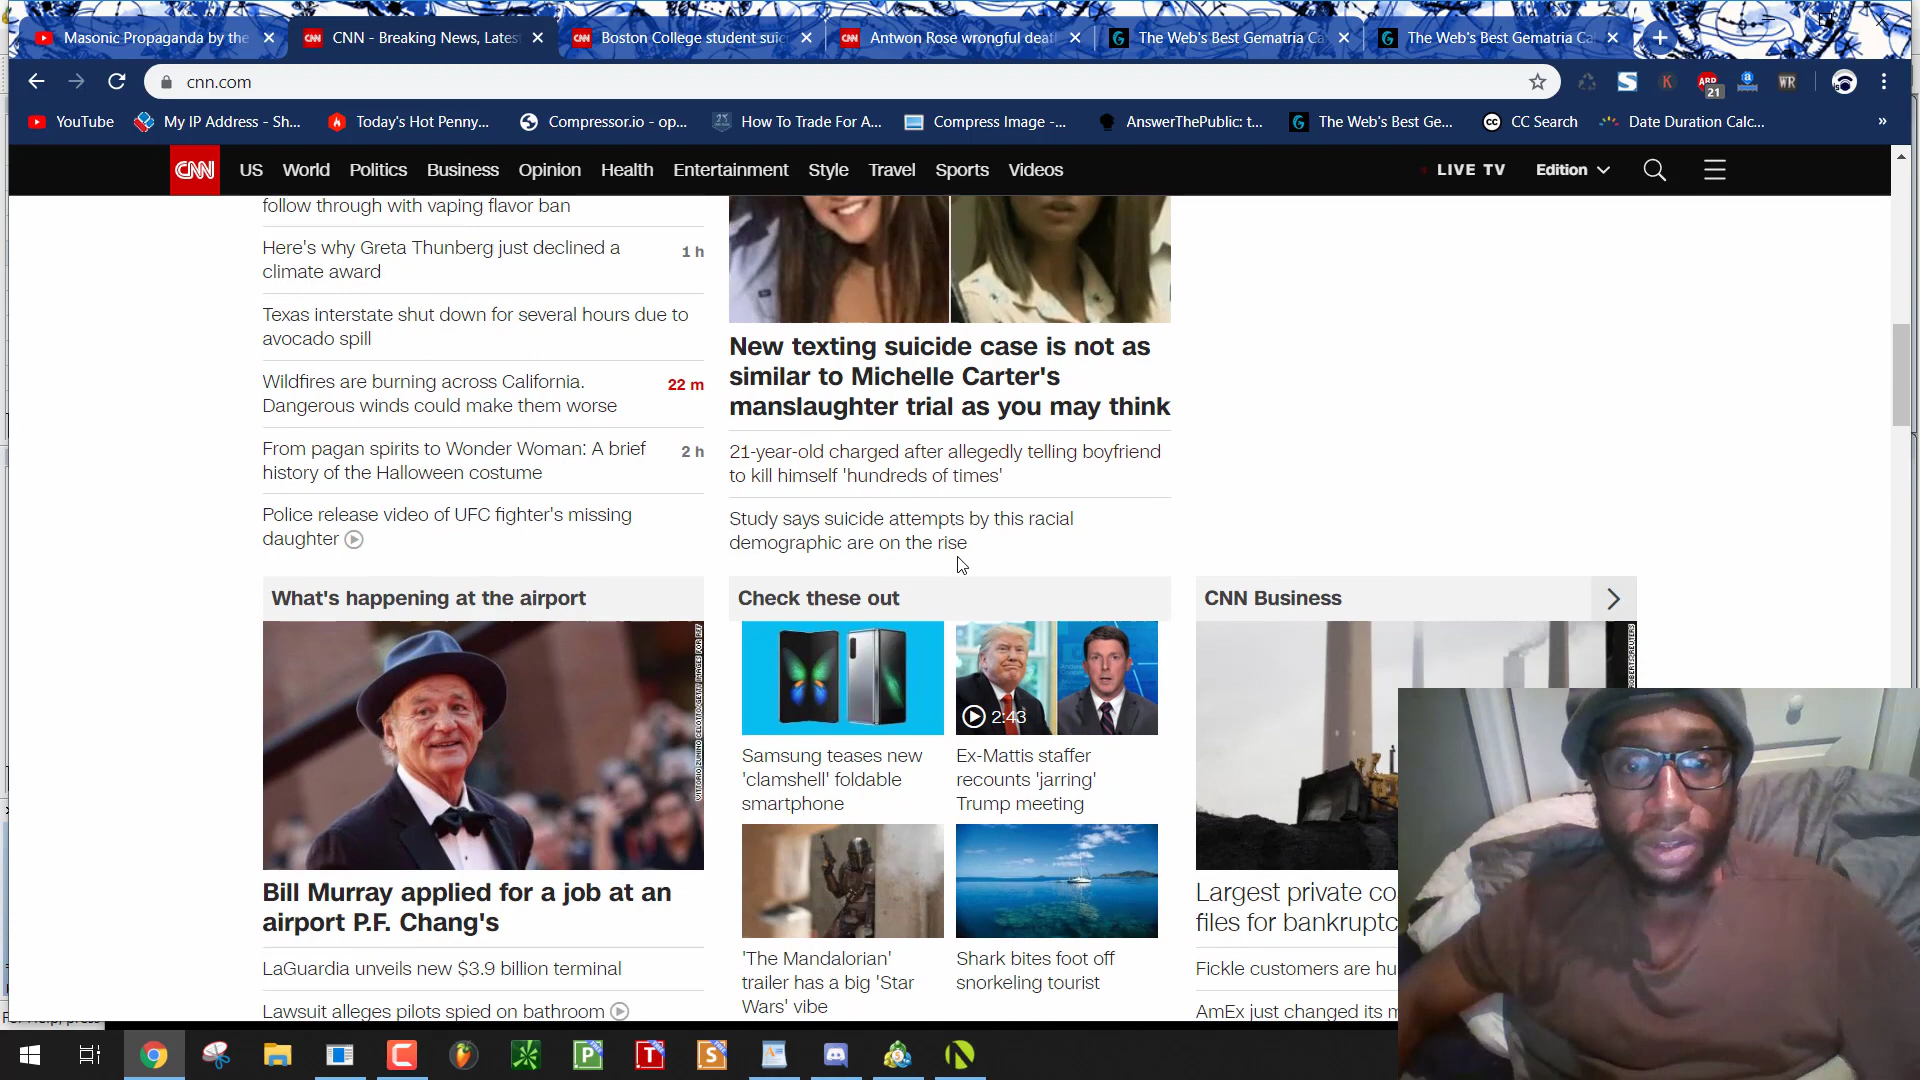 Masonic Propaganda by the
CNN - Breaking News, Latest
Boston College student suic
Antwon Rose wrongful deat
The Web's Best Gematria Ca
The Web's Best Gematria Ca
cnn.com
ABP
21
WR
YouTube
My IP Address - Sh...
Today's Hot Penny...
Compressor.io - op...
How To Trade For A...
Compress Image -...
AnswerThePublic: t...
The Web's Best Ge...
CC Search
Date Duration Calc...
»
CNN
US
World
Politics
Business
Opinion
Health
Entertainment
Style
Travel
Sports
Videos
LIVE TV
Edition
follow through with vaping flavor ban
Here's why Greta Thunberg just declined a
climate award
1 h
Texas interstate shut down for several hours due to
avocado spill
Wildfires are burning across California.
Dangerous winds could make them worse
22 m
From pagan spirits to Wonder Woman: A brief
history of the Halloween costume
2 h
Police release video of UFC fighter's missing
daughter
New texting suicide case is not as
similar to Michelle Carter's
manslaughter trial as you may think
21-year-old charged after allegedly telling boyfriend
to kill himself 'hundreds of times'
Study says suicide attempts by this racial
demographic are on the rise
What's happening at the airport
Bill Murray applied for a job at an
airport P.F. Chang's
LaGuardia unveils new $3.9 billion terminal
Lawsuit alleges pilots spied on bathroom
Check these out
Samsung teases new
'clamshell' foldable
smartphone
2:43
Ex-Mattis staffer
recounts 'jarring'
Trump meeting
'The Mandalorian'
trailer has a big 'Star
Wars' vibe
Shark bites foot off
snorkeling tourist
CNN Business
Largest private co
files for bankruptc
Fickle customers are hu
AmEx just changed its m